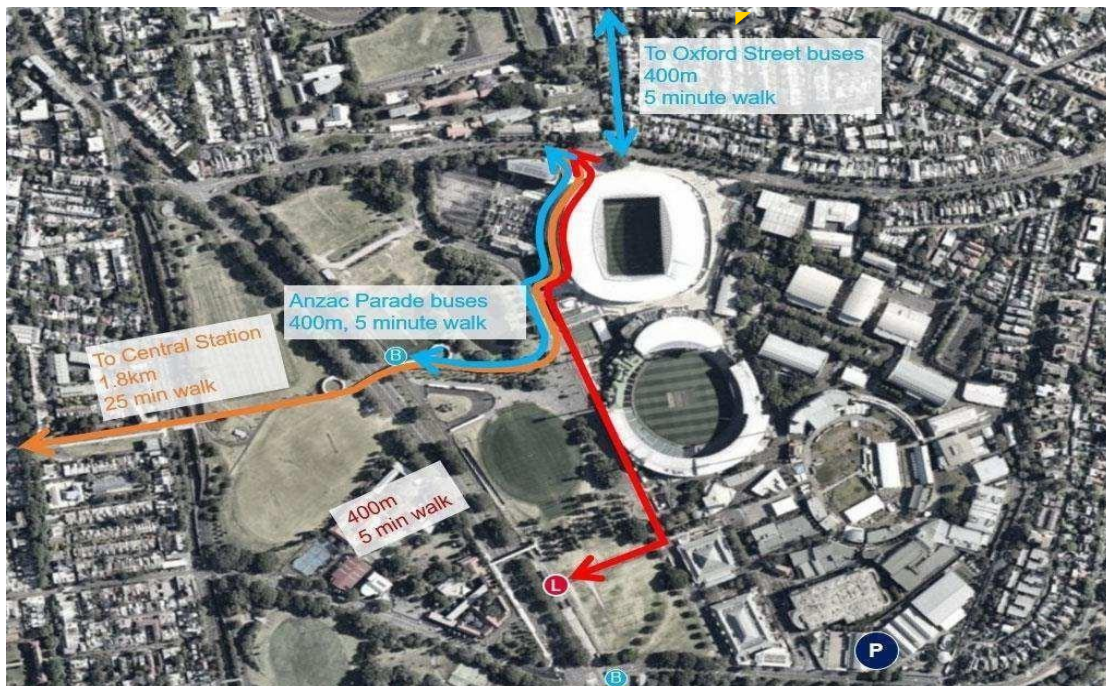 To Oxford Street buses
400m
5 minute walk
Anzac Parade buses
400m, 5 minute walk
B
To Central Station
1.8km
25 min walk
400m
5 min walk
L
P
B